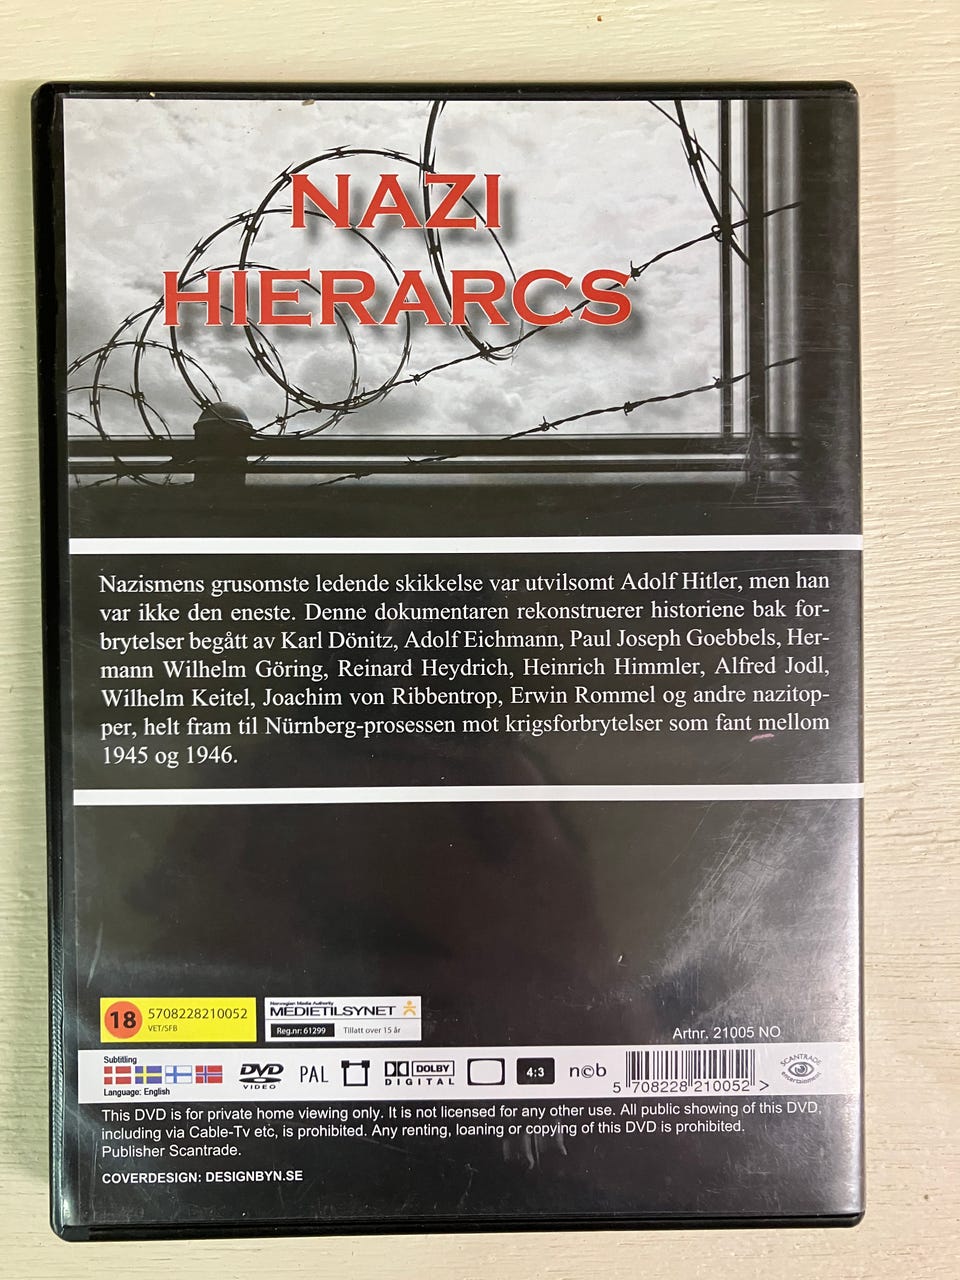 NAZI
HIERARCS
Nazismens grusomste ledende skikkelse var utvilsomt Adolf Hitler, men han
var ikke den eneste. Denne dokumentaren rekonstruerer historiene bak for-
brytelser begått av Karl Dönitz, Adolf Eichmann, Paul Joseph Goebbels, Her-
mann Wilhelm Göring, Reinard Heydrich, Heinrich Himmler, Alfred Jodl,
Wilhelm Keitel, Joachim von Ribbentrop, Erwin Rommel og andre nazitop-
per, helt fram til Nürnberg-prosessen mot krigsforbrytelser som fant mellom
1945 og 1946.
18 5708228210052
VET/SFB
Norwegian Media Authority
MEDIETILSYNET
Reg.nr: 61299 Tillatt over 15 år
Artnr. 21005 NO
Subtitling
Language: English
DVD VIDEO
PAL
DOLBY DIGITAL
4:3
ncb
5 708228 210052 >
SCANTRADE entertainment
This DVD is for private home viewing only. It is not licensed for any other use. All public showing of this DVD,
including via Cable-Tv etc, is prohibited. Any renting, loaning or copying of this DVD is prohibited.
Publisher Scantrade.
COVERDESIGN: DESIGNBYN.SE